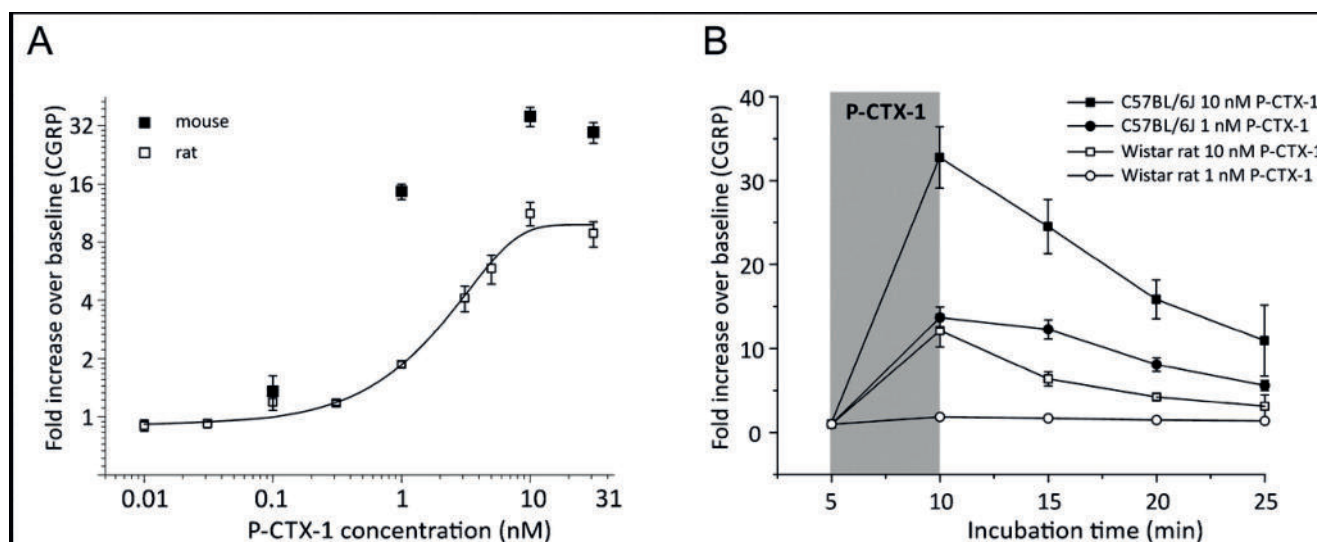 A
Fold increase over baseline (CGRP)
32
16
8
4
2
1
mouse
rat
0.01
0.1
1
10
31
P-CTX-1 concentration (nM)
B
Fold increase over baseline (CGRP)
40
30
20
10
0
P-CTX-1
C57BL/6J 10 nM P-CTX-1
C57BL/6J 1 nM P-CTX-1
Wistar rat 10 nM P-CTX-1
Wistar rat 1 nM P-CTX-1
5
10
15
20
25
Incubation time (min)